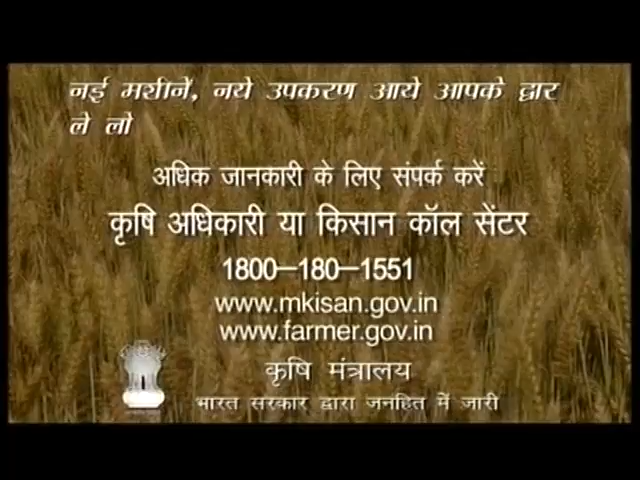 नई मशीनें, नये उपकरण आये आपके द्वार
ले लो
अधिक जानकारी के लिए संपर्क करें
कृषि अधिकारी या किसान कॉल सेंटर
1800–180–1551
www.mkisan.gov.in
www.farmer.gov.in
कृषि मंत्रालय
भारत सरकार द्वारा जनहित में जारी